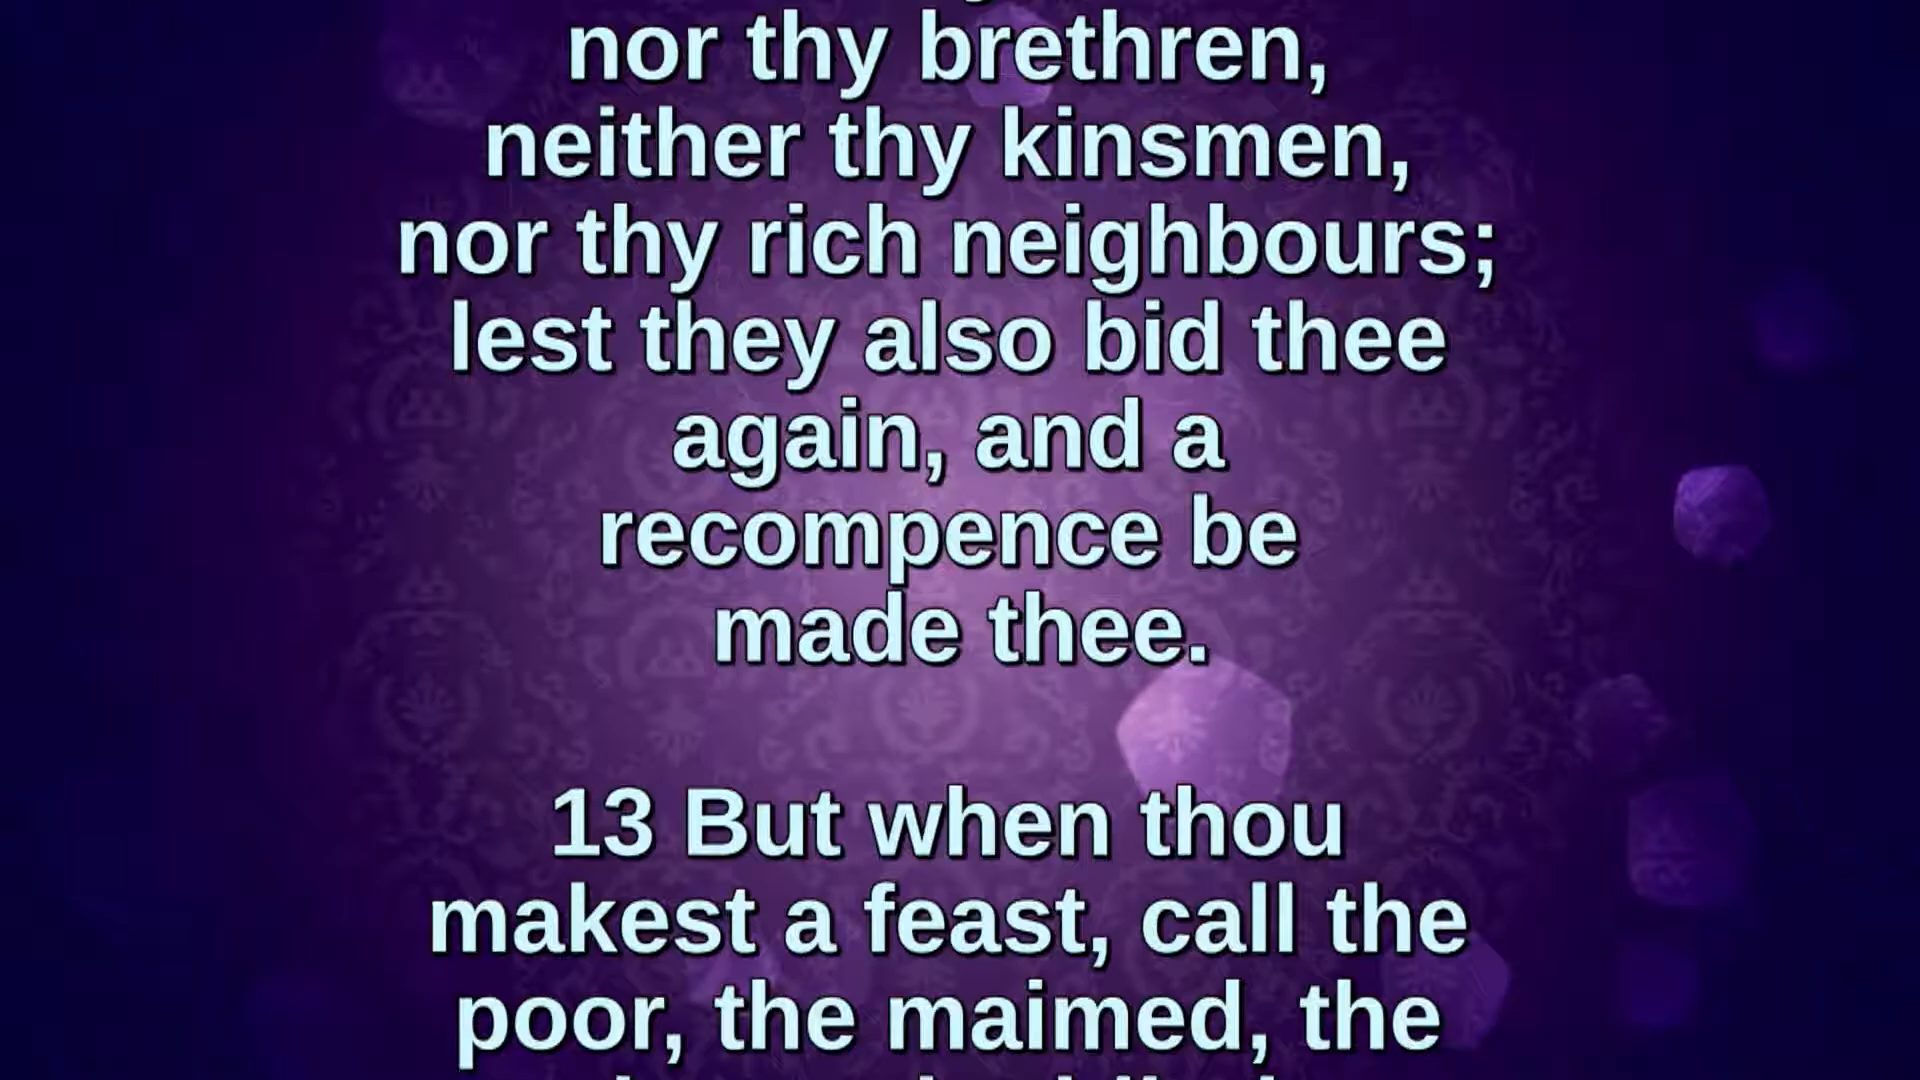 nor thy brethren,
neither thy kinsmen,
nor thy rich neighbours;
lest they also bid thee
again, and a
recompence be
made thee.
13 But when thou
makest a feast, call the
poor, the maimed, the